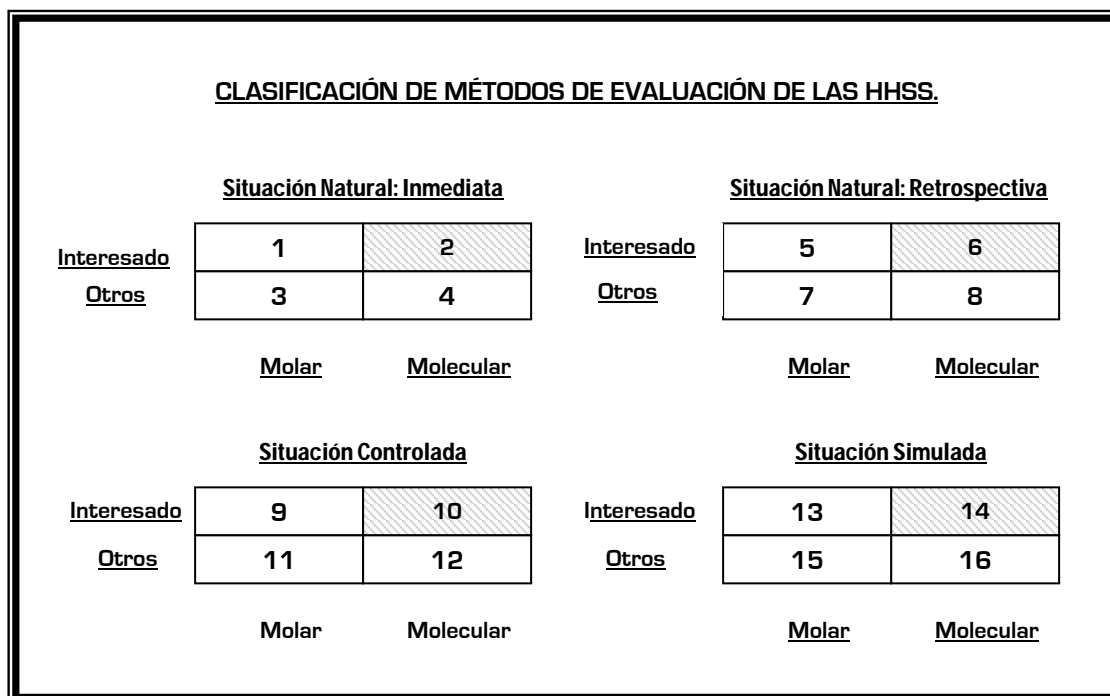 CLASIFICACIÓN DE MÉTODOS DE EVALUACIÓN DE LAS HHSS.
Situación Natural: Inmediata
Interesado 1 2
Otros 3 4
Molar Molecular
Situación Natural: Retrospectiva
Interesado 5 6
Otros 7 8
Molar Molecular
Situación Controlada
Interesado 9 10
Otros 11 12
Molar Molecular
Situación Simulada
Interesado 13 14
Otros 15 16
Molar Molecular